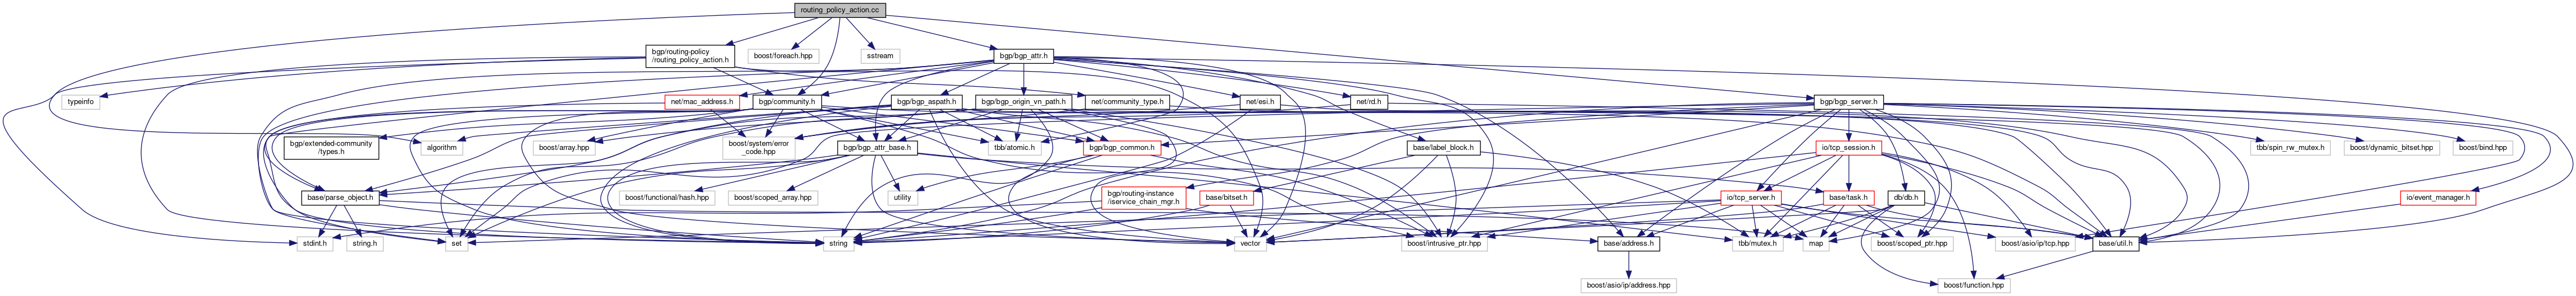 routing_policy_action.cc
bgp/routing-policy
/routing_policy_action.h
boost/foreach.hpp
sstream
bgp/bgp_attr.h
typeinfo
net/mac_address.h
bgp/community.h
bgp/bgp_aspath.h
bgp/bgp_origin_vn_path.h
net/community_type.h
net/esi.h
net/rd.h
bgp/bgp_server.h
bgp/extended-community
/types.h
algorithm
boost/array.hpp
boost/system/error
_code.hpp
bgp/bgp_attr_base.h
tbb/atomic.h
bgp/bgp_common.h
base/label_block.h
io/tcp_session.h
tbb/spin_rw_mutex.h
boost/dynamic_bitset.hpp
boost/bind.hpp
base/parse_object.h
boost/functional/hash.hpp
boost/scoped_array.hpp
utility
bgp/routing-instance
/iservice_chain_mgr.h
base/bitset.h
io/tcp_server.h
base/task.h
db/db.h
io/event_manager.h
stdint.h
string.h
set
string
vector
boost/intrusive_ptr.hpp
base/address.h
tbb/mutex.h
map
boost/scoped_ptr.hpp
boost/asio/ip/tcp.hpp
base/util.h
boost/asio/ip/address.hpp
boost/function.hpp